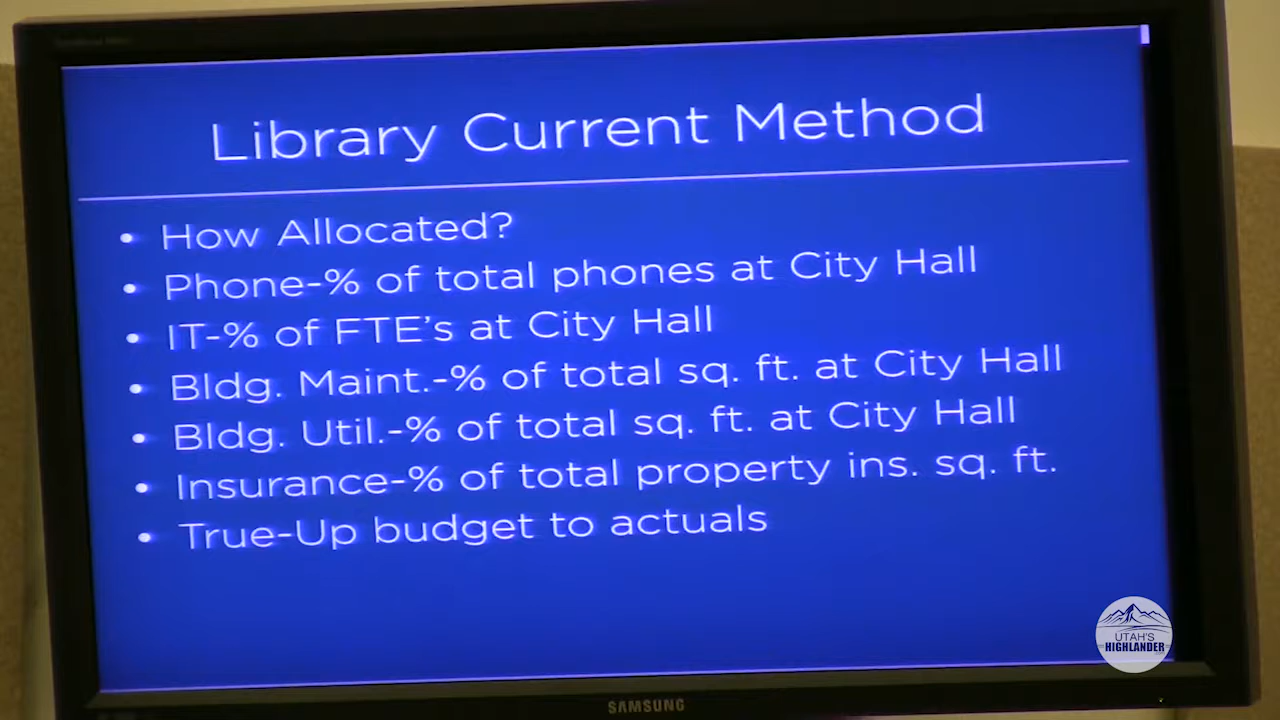 Library Current Method
• How Allocated?
• Phone-% of total phones at City Hall
• IT-% of FTE's at City Hall
• Bldg. Maint.-% of total sq. ft. at City Hall
• Bldg. Util.-% of total sq. ft. at City Hall
• Insurance-% of total property ins. sq. ft.
• True-Up budget to actuals
UTAH'S
HIGHLANDER
SAMSUNG